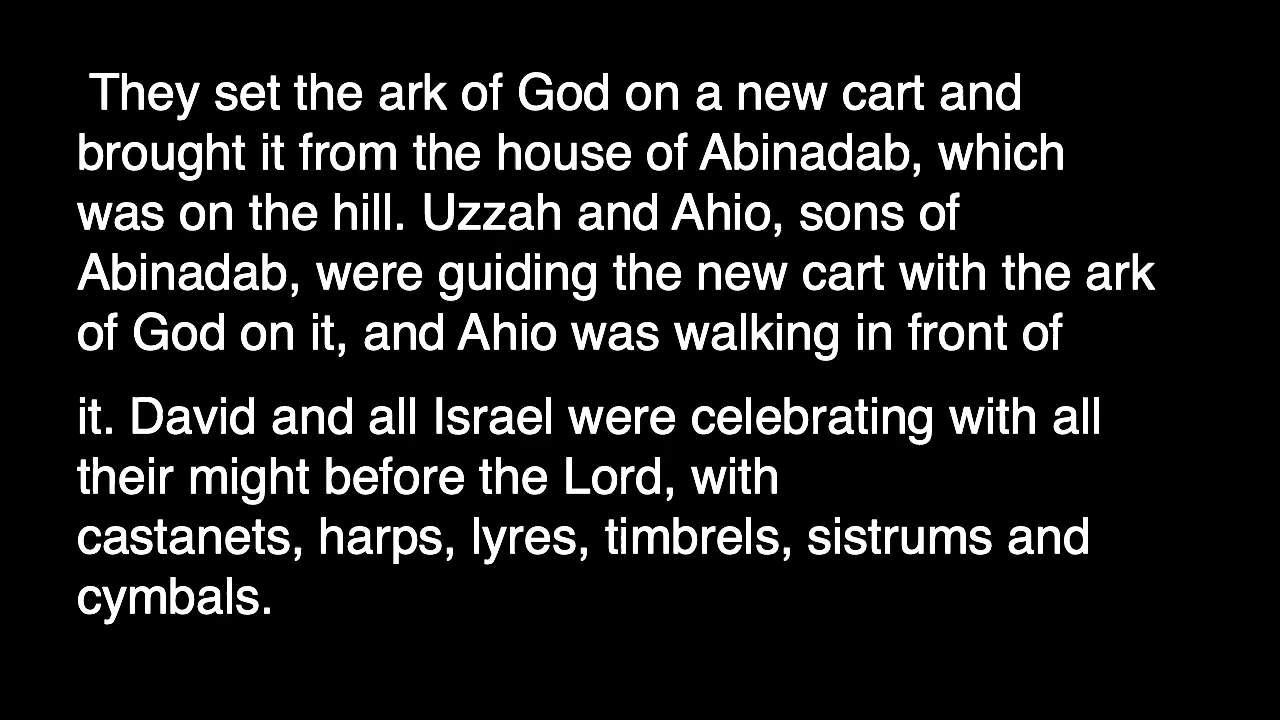 They set the ark of God on a new cart and
brought it from the house of Abinadab, which
was on the hill. Uzzah and Ahio, sons of
Abinadab, were guiding the new cart with the ark
of God on it, and Ahio was walking in front of
it. David and all Israel were celebrating with all
their might before the Lord, with
castanets, harps, lyres, timbrels, sistrums and
cymbals.